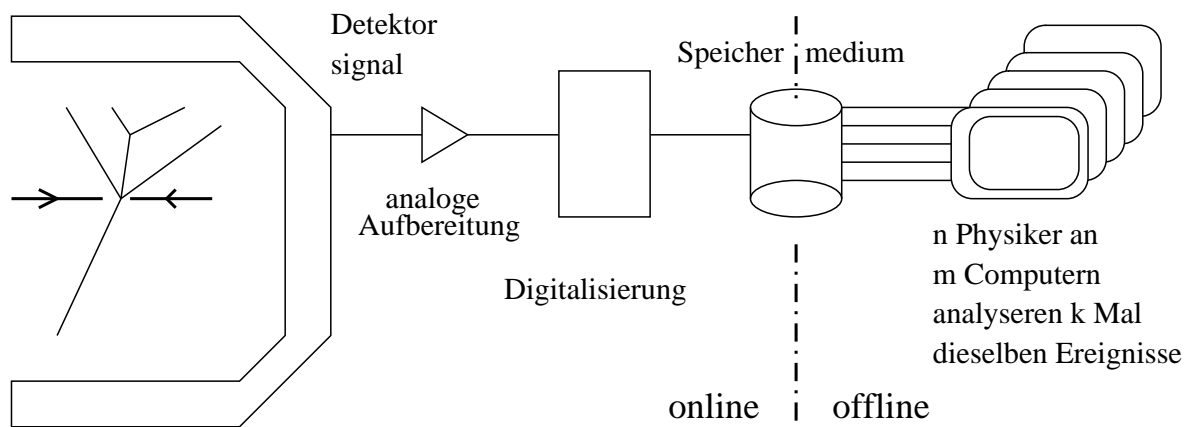 Detektor
signal
Speicher medium
analoge
Aufbereitung
Digitalisierung
n Physiker an
m Computern
analyseren k Mal
dieselben Ereignisse
online offline